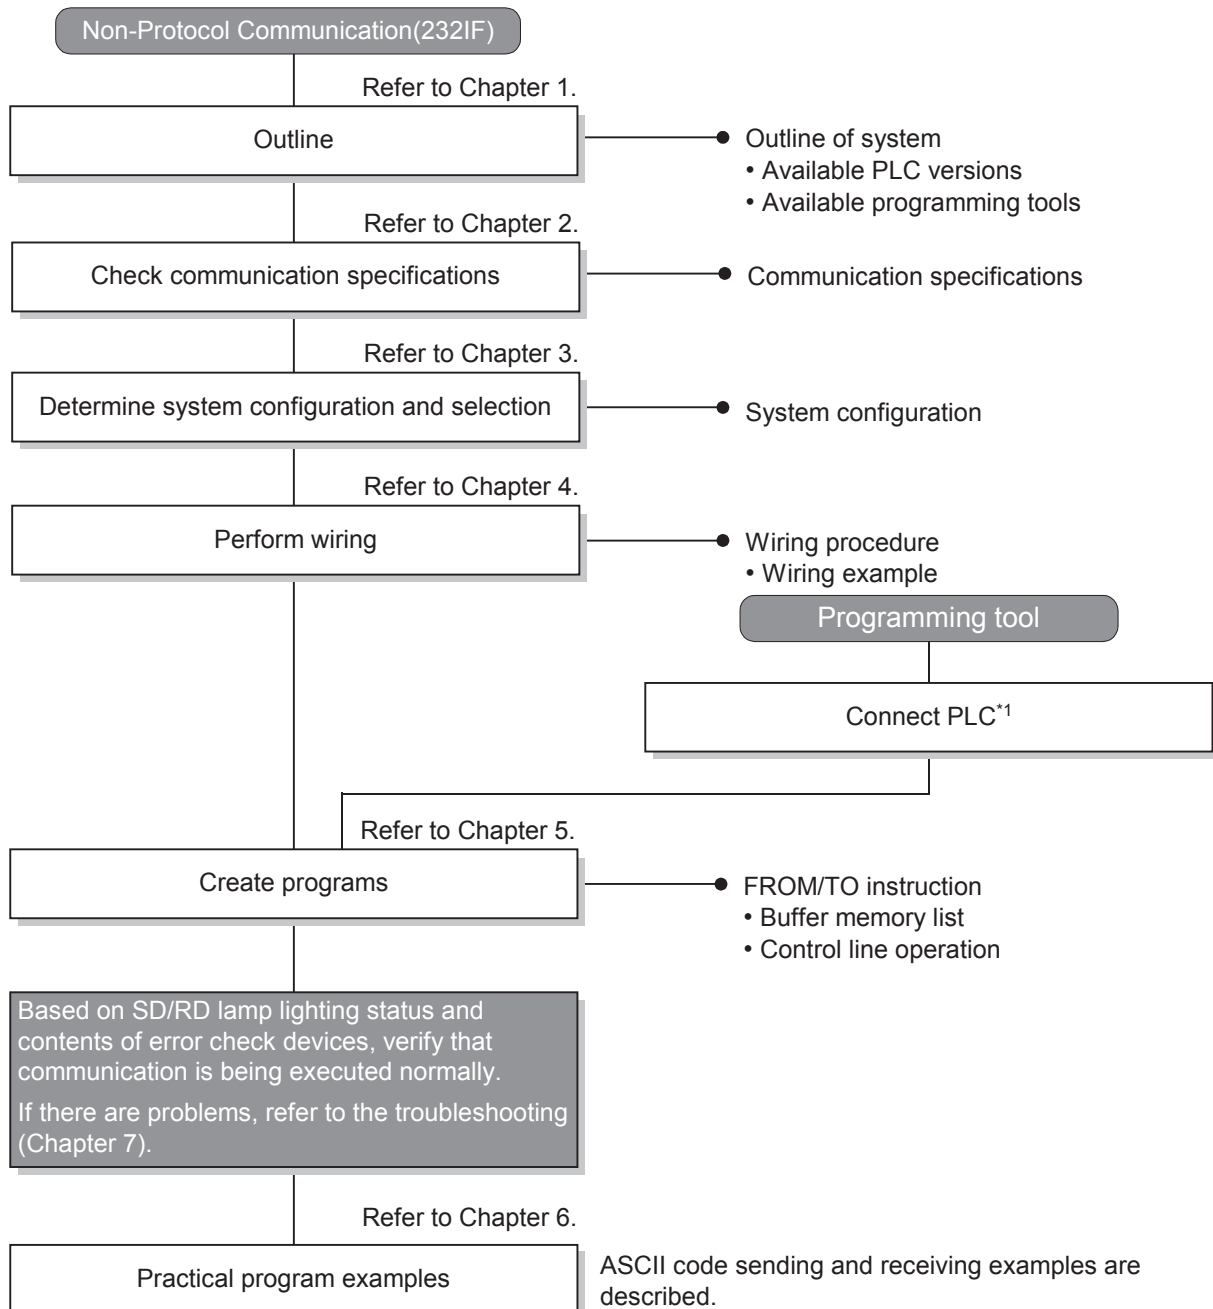 Non-Protocol Communication(232IF)
Refer to Chapter 1.
Outline
Outline of system
• Available PLC versions
• Available programming tools
Refer to Chapter 2.
Check communication specifications
Communication specifications
Refer to Chapter 3.
Determine system configuration and selection
System configuration
Refer to Chapter 4.
Perform wiring
Wiring procedure
• Wiring example
Programming tool
Connect PLC*1
Refer to Chapter 5.
Create programs
FROM/TO instruction
• Buffer memory list
• Control line operation
Based on SD/RD lamp lighting status and
contents of error check devices, verify that
communication is being executed normally.
If there are problems, refer to the troubleshooting
(Chapter 7).
Refer to Chapter 6.
Practical program examples
ASCII code sending and receiving examples are
described.